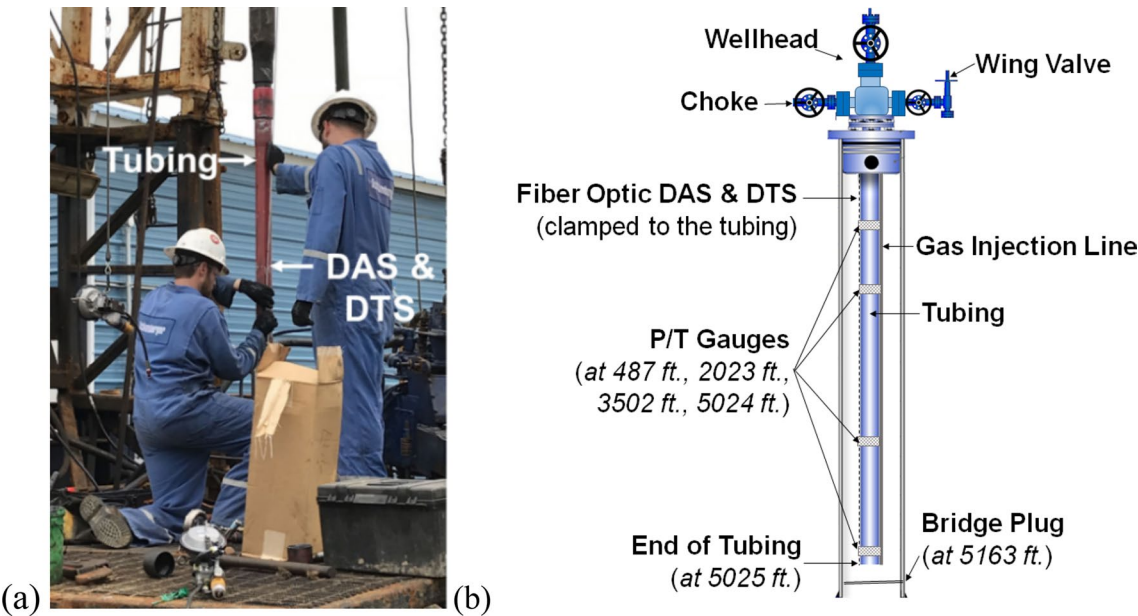 Tubing
DAS &
DTS
(a)
Wellhead
Choke
Wing Valve
Fiber Optic DAS & DTS
(clamped to the tubing)
Gas Injection Line
Tubing
P/T Gauges
(at 487 ft., 2023 ft.,
3502 ft., 5024 ft.)
End of Tubing
(at 5025 ft.)
Bridge Plug
(at 5163 ft.)
(b)